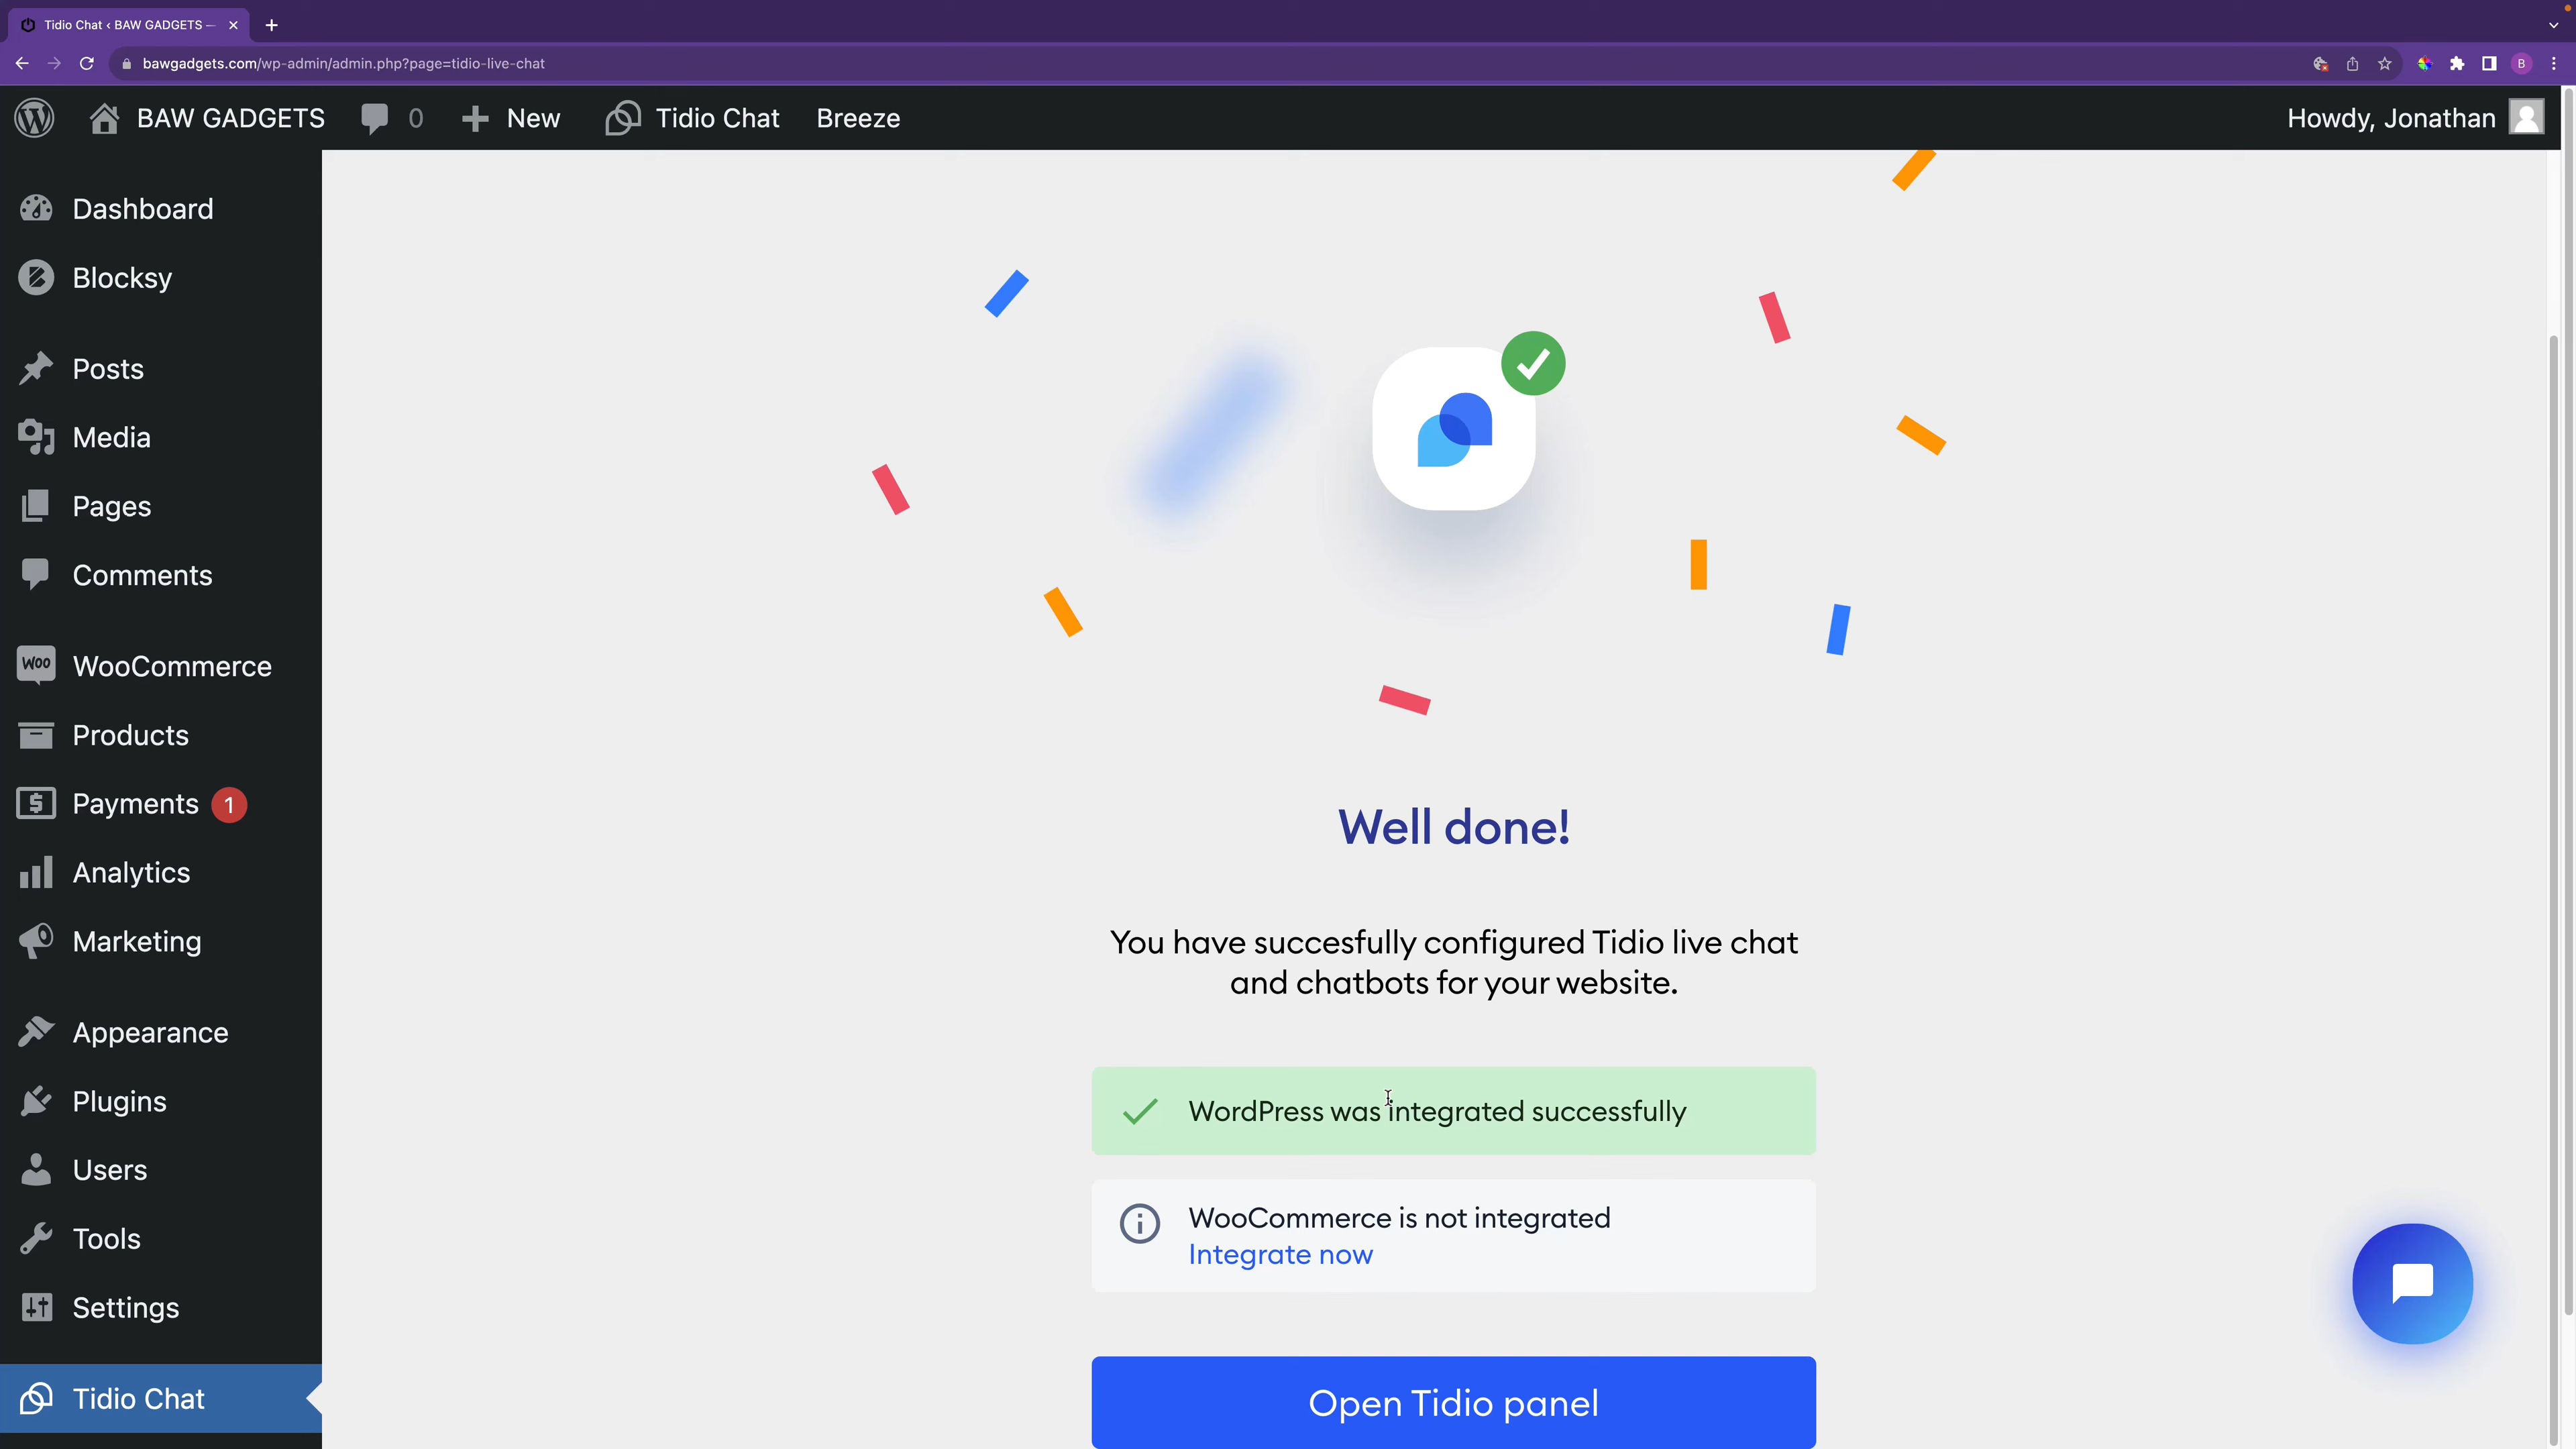 Tidio Chat ‹ BAW GADGETS —
bawgadgets.com/wp-admin/admin.php?page=tidio-live-chat
B
BAW GADGETS
0
New
Tidio Chat
Breeze
Howdy, Jonathan
Dashboard
Blocksy
Posts
Media
Pages
Comments
Woo WooCommerce
Products
Payments 1
Analytics
Marketing
Appearance
Plugins
Users
Tools
Settings
Tidio Chat
Well done!
You have succesfully configured Tidio live chat
and chatbots for your website.
WordPress was integrated successfully
WooCommerce is not integrated
Integrate now
Open Tidio panel